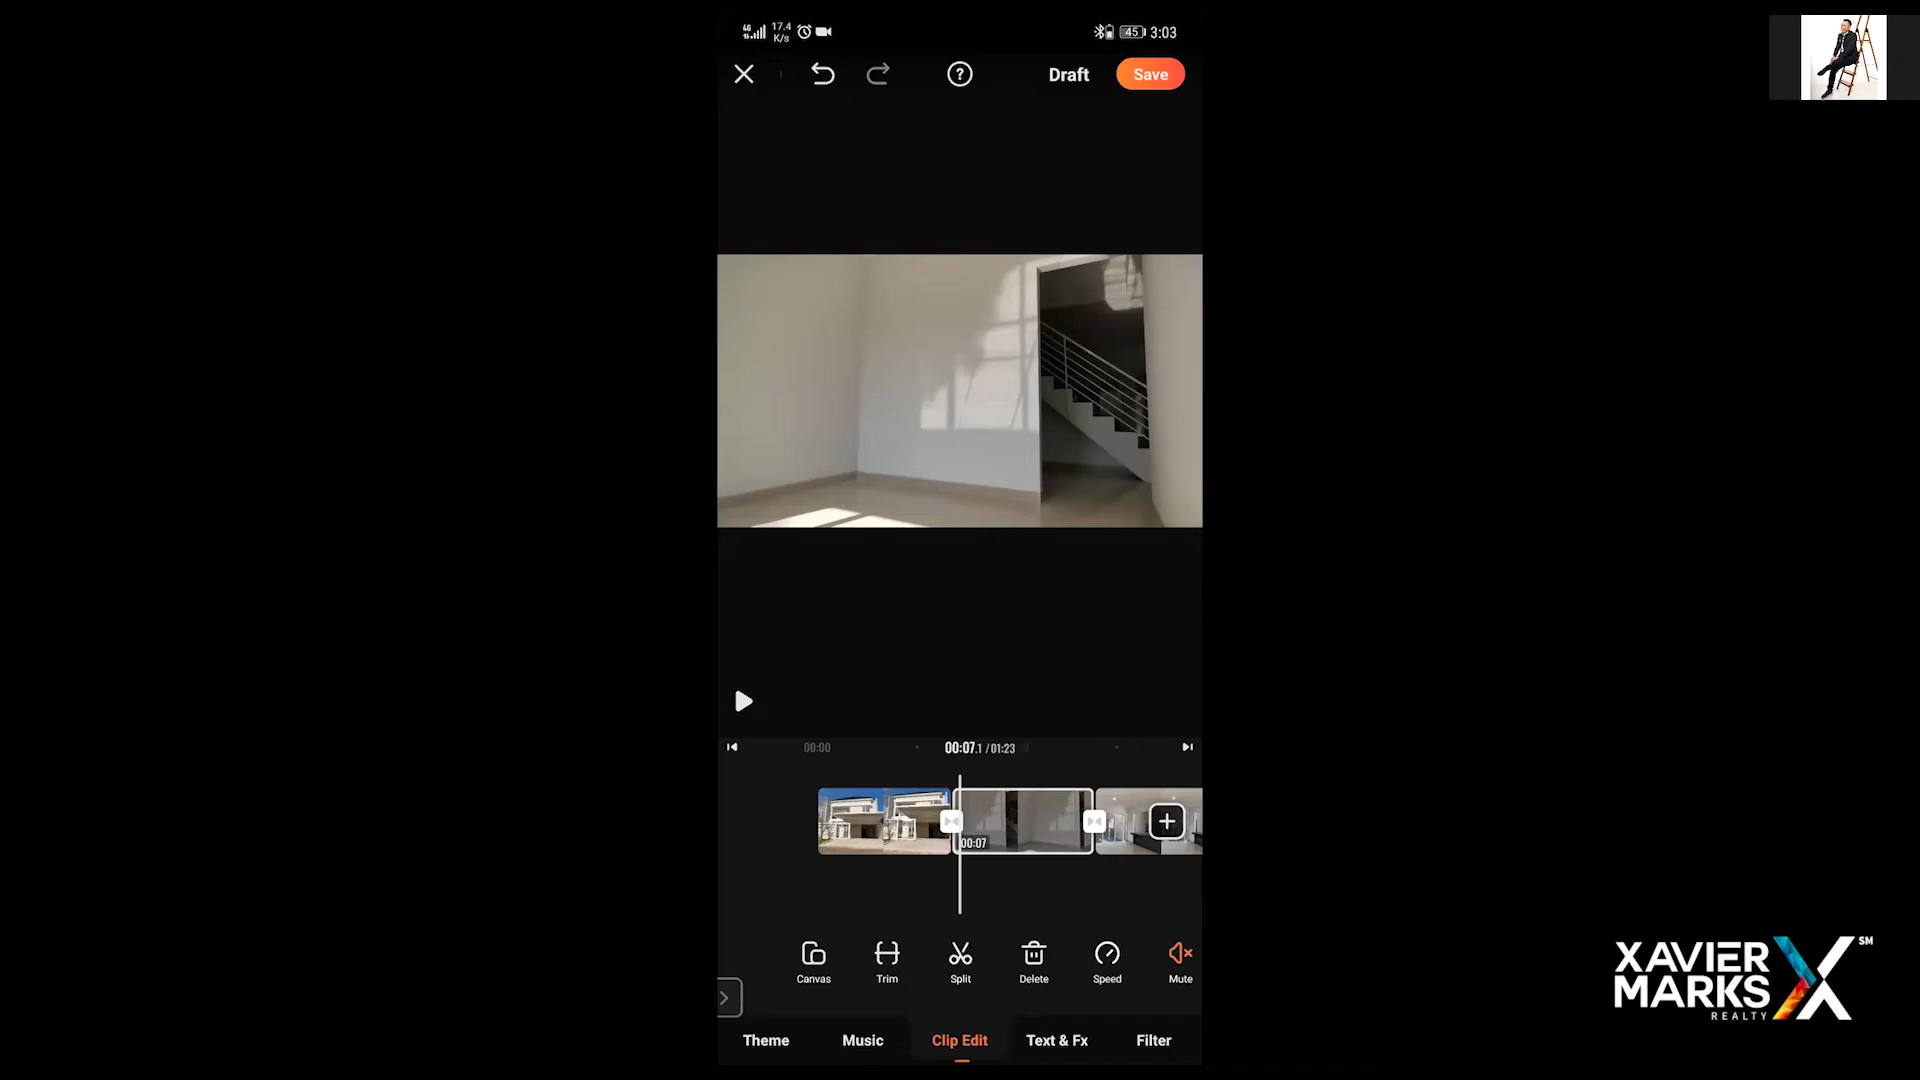 4G
17.4
K/s
45
3:03
?
Draft
Save
00:00
00:07.1 / 01:23
00:07
Canvas
Trim
Split
Delete
Speed
Mute
Theme
Music
Clip Edit
Text & Fx
Filter
XAVIER
MARKS X SM
REALTY